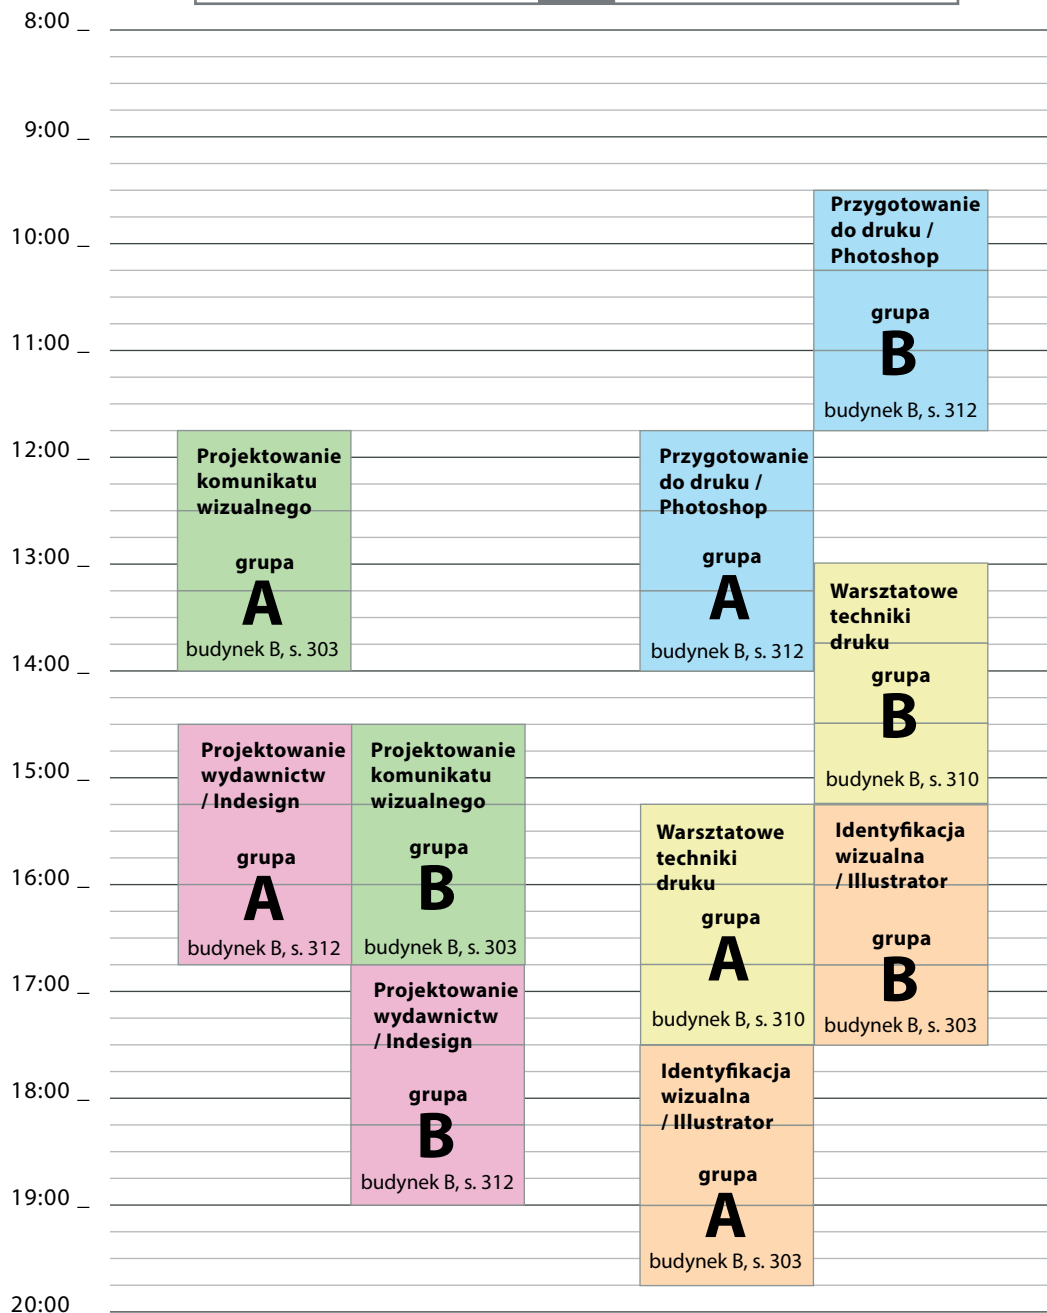 8:00 _
9:00 _
10:00 _
11:00 _
12:00 _
13:00 _
14:00 _
15:00 _
16:00 _
17:00 _
18:00 _
19:00 _
20:00
Projektowanie
komunikatu
wizualnego
grupa
A
budynek B, s. 303
Projektowanie
wydawnictw
/ Indesign
grupa
A
budynek B, s. 312
Projektowanie
komunikatu
wizualnego
grupa
B
budynek B, s. 303
Projektowanie
wydawnictw
/ Indesign
grupa
B
budynek B, s. 312
Przygotowanie
do druku /
Photoshop
grupa
A
budynek B, s. 312
Warsztatowe
techniki
druku
grupa
A
budynek B, s. 310
Identyfikacja
wizualna
/ Illustrator
grupa
A
budynek B, s. 303
Przygotowanie
do druku /
Photoshop
grupa
B
budynek B, s. 312
Warsztatowe
techniki
druku
grupa
B
budynek B, s. 310
Identyfikacja
wizualna
/ Illustrator
grupa
B
budynek B, s. 303